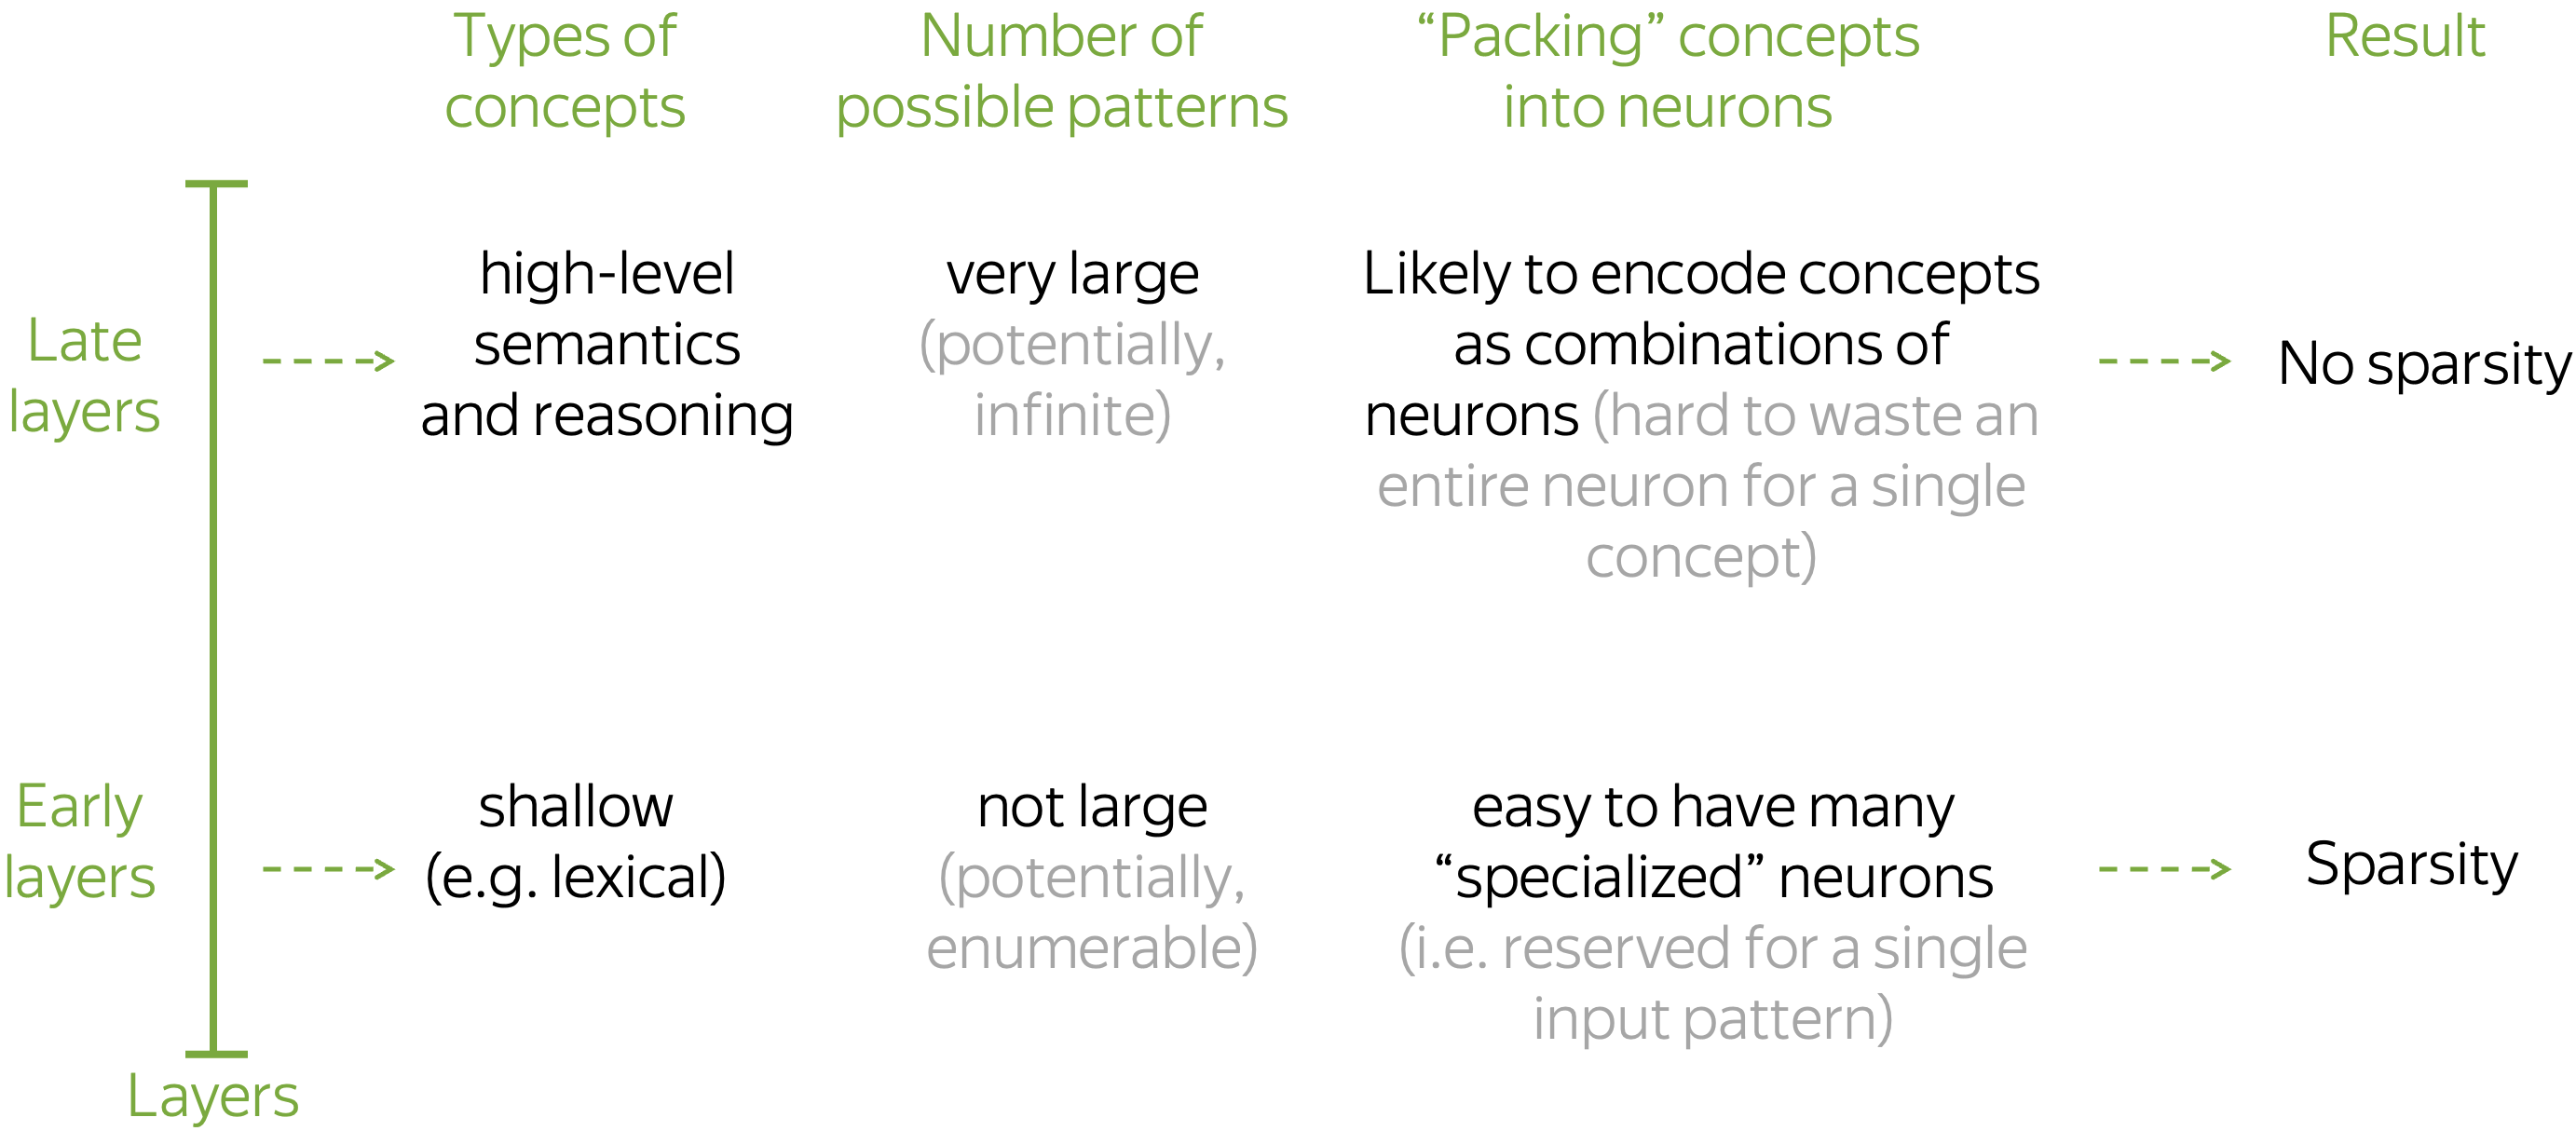 Types of
concepts
Number of
possible patterns
“Packing” concepts
into neurons
Result
Late
layers
high-level
semantics
and reasoning
very large
(potentially,
infinite)
Likely to encode concepts
as combinations of
neurons (hard to waste an
entire neuron for a single
concept)
No sparsity
Early
layers
shallow
(e.g. lexical)
not large
(potentially,
enumerable)
easy to have many
“specialized” neurons
(i.e. reserved for a single
input pattern)
Sparsity
Layers